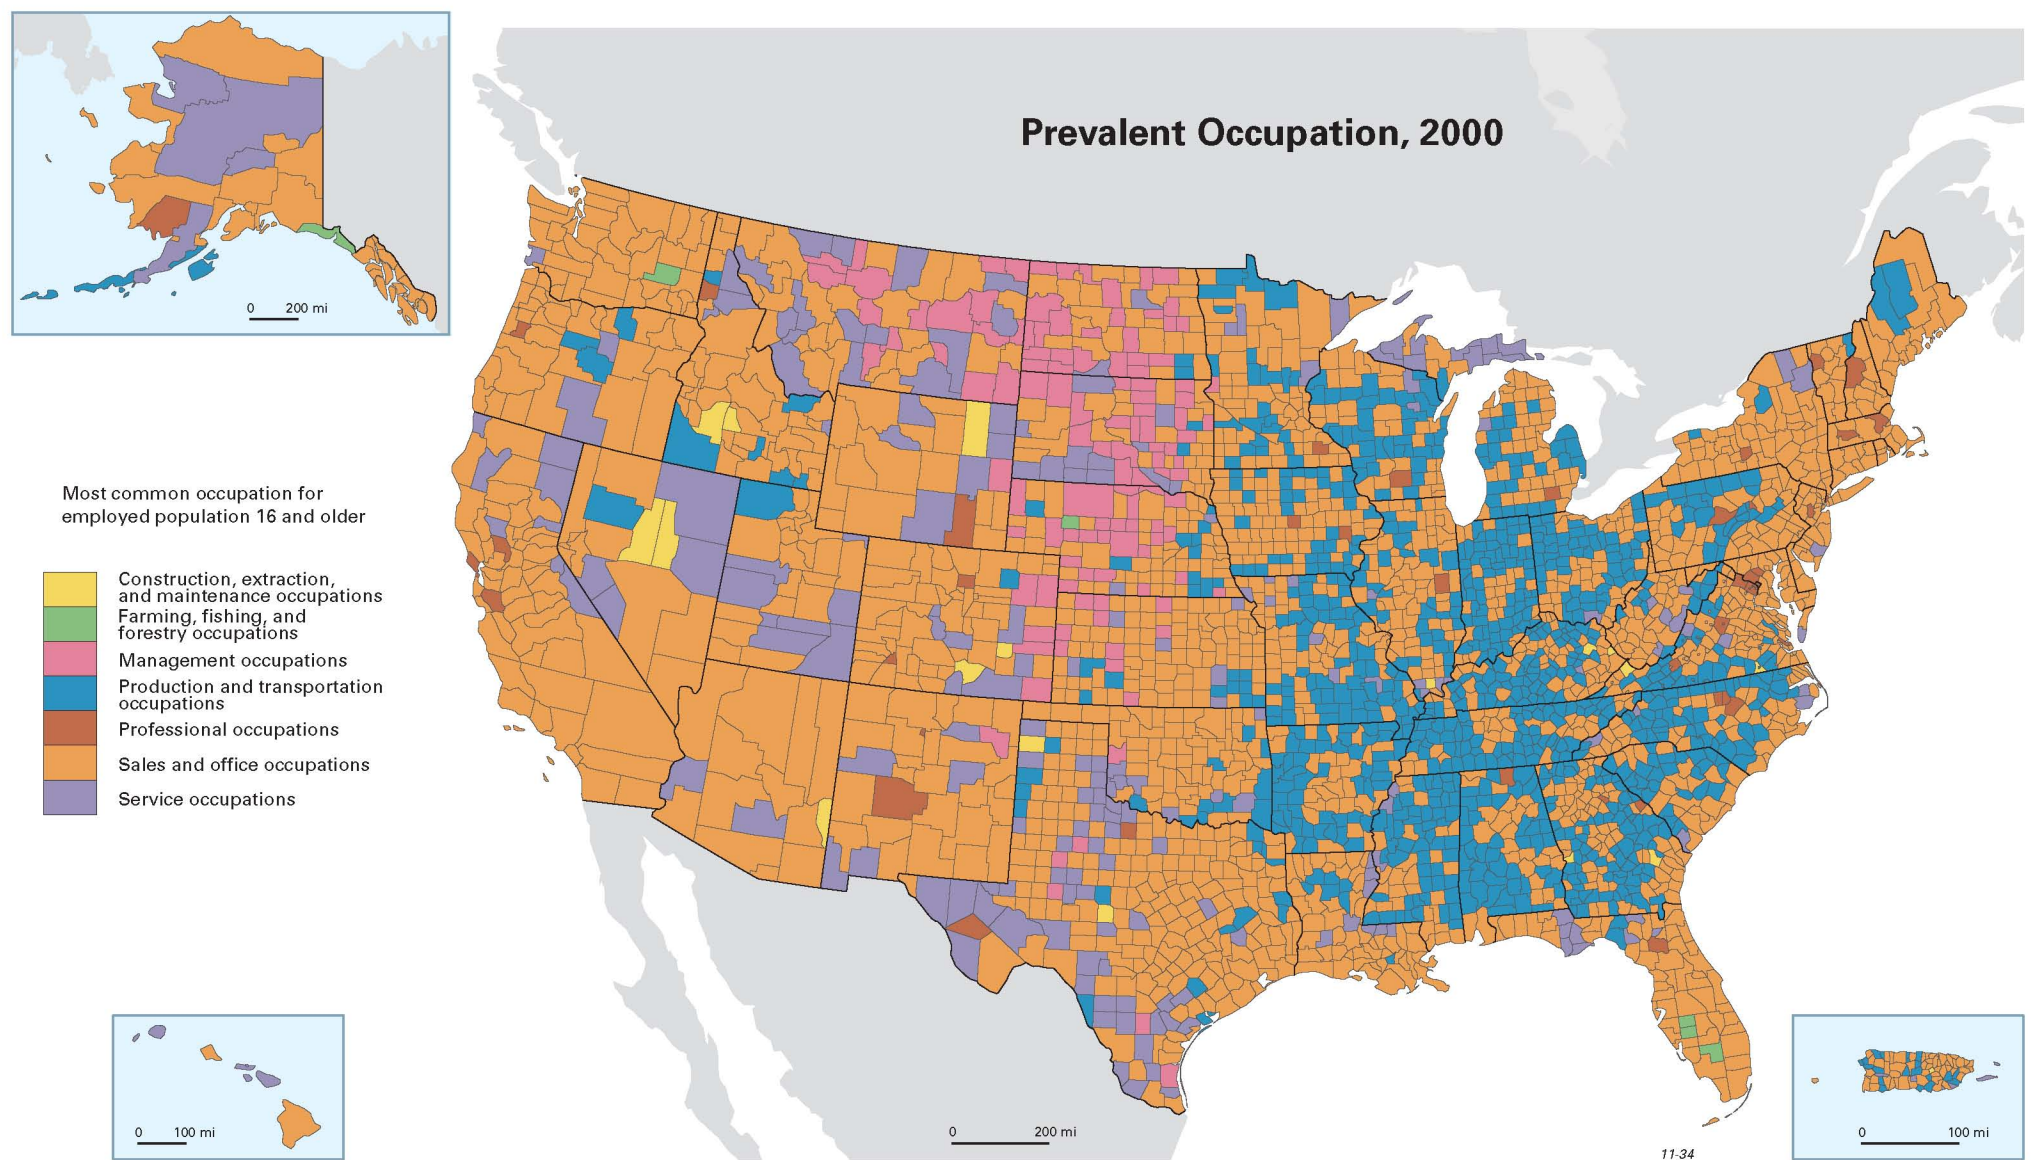 Prevalent Occupation, 2000
0 200 mi
Most common occupation for
employed population 16 and older
Construction, extraction,
and maintenance occupations
Farming, fishing, and
forestry occupations
Management occupations
Production and transportation
occupations
Professional occupations
Sales and office occupations
Service occupations
0 100 mi
0 200 mi
0 100 mi
11-34